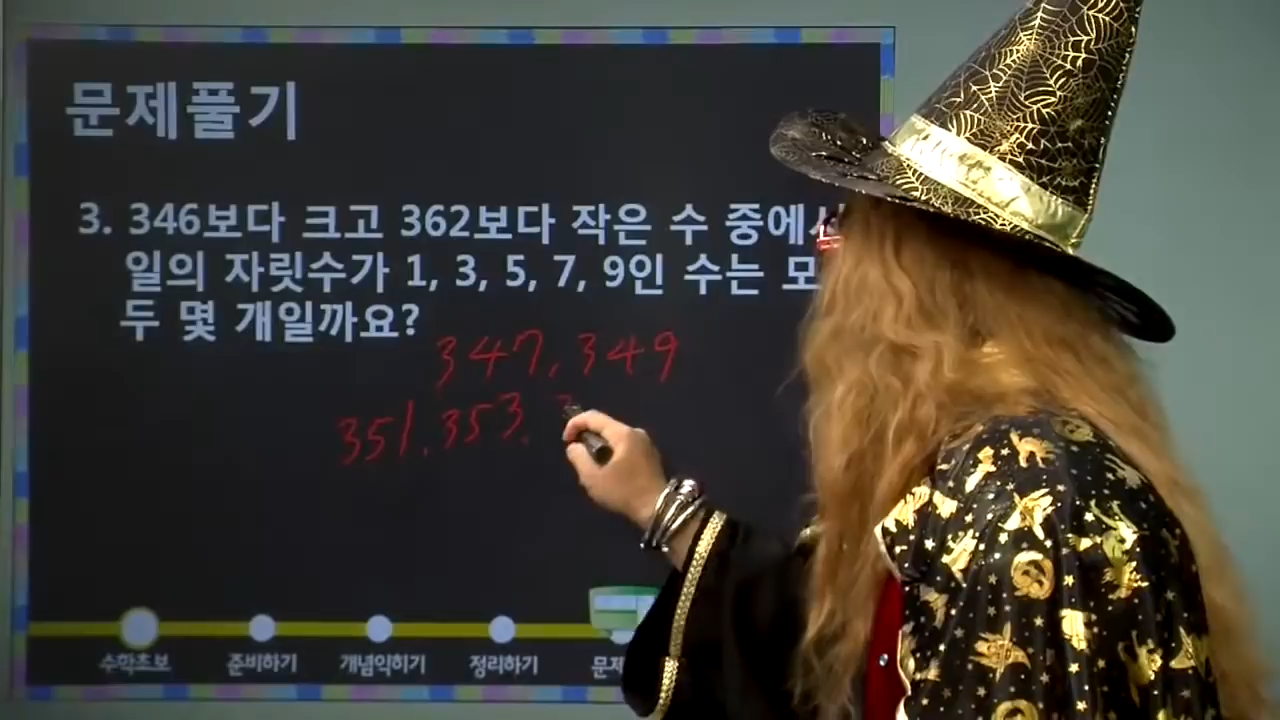 문제풀기
3. 346보다 크고 362보다 작은 수 중에
일의 자릿수가 1, 3, 5, 7, 9인 수는 모
두 몇 개일까요?
347, 349
351. 353. 3
수학초보 준비하기 개념익히기 정리하기 문제